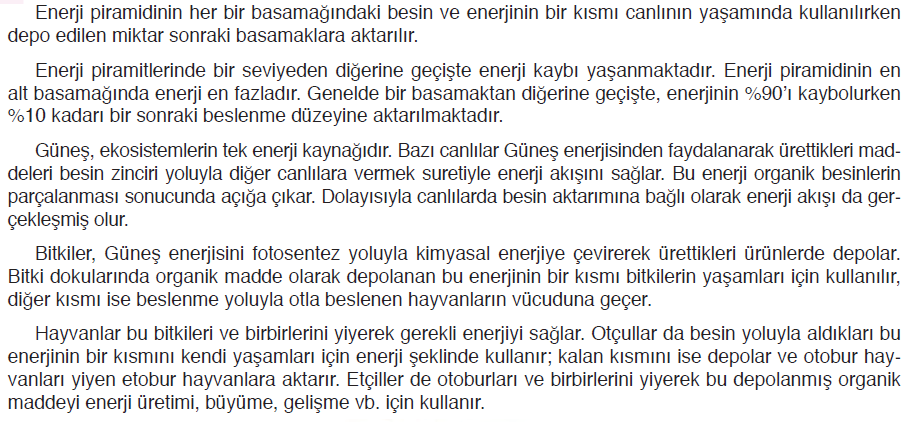 Enerji piramidinin her bir basamağındaki besin ve enerjinin bir kısmı canlının yaşamında kullanılırken
depo edilen miktar sonraki basamaklara aktarılır.
Enerji piramitlerinde bir seviyeden diğerine geçişte enerji kaybı yaşanmaktadır. Enerji piramidinin en
alt basamağında enerji en fazladır. Genelde bir basamaktan diğerine geçişte, enerjinin %90'ı kaybolurken
%10 kadarı bir sonraki beslenme düzeyine aktarılmaktadır.
Güneş, ekosistemlerin tek enerji kaynağıdır. Bazı canlılar Güneş enerjisinden faydalanarak ürettikleri mad-
deleri besin zinciri yoluyla diğer canlılara vermek suretiyle enerji akışını sağlar. Bu enerji organik besinlerin
parçalanması sonucunda açığa çıkar. Dolayısıyla canlılarda besin aktarımına bağlı olarak enerji akışı da ger-
çekleşmiş olur.
Bitkiler, Güneş enerjisini fotosentez yoluyla kimyasal enerjiye çevirerek ürettikleri ürünlerde depolar.
Bitki dokularında organik madde olarak depolanan bu enerjinin bir kısmı bitkilerin yaşamları için kullanılır,
diğer kısmı ise beslenme yoluyla otla beslenen hayvanların vücuduna geçer.
Hayvanlar bu bitkileri ve birbirlerini yiyerek gerekli enerjiyi sağlar. Otçullar da besin yoluyla aldıkları bu
enerjinin bir kısmını kendi yaşamları için enerji şeklinde kullanır; kalan kısmını ise depolar ve otobur hay-
vanları yiyen etobur hayvanlara aktarır. Etçiller de otoburları ve birbirlerini yiyerek bu depolanmış organik
maddeyi enerji üretimi, büyüme, gelişme vb. için kullanır.